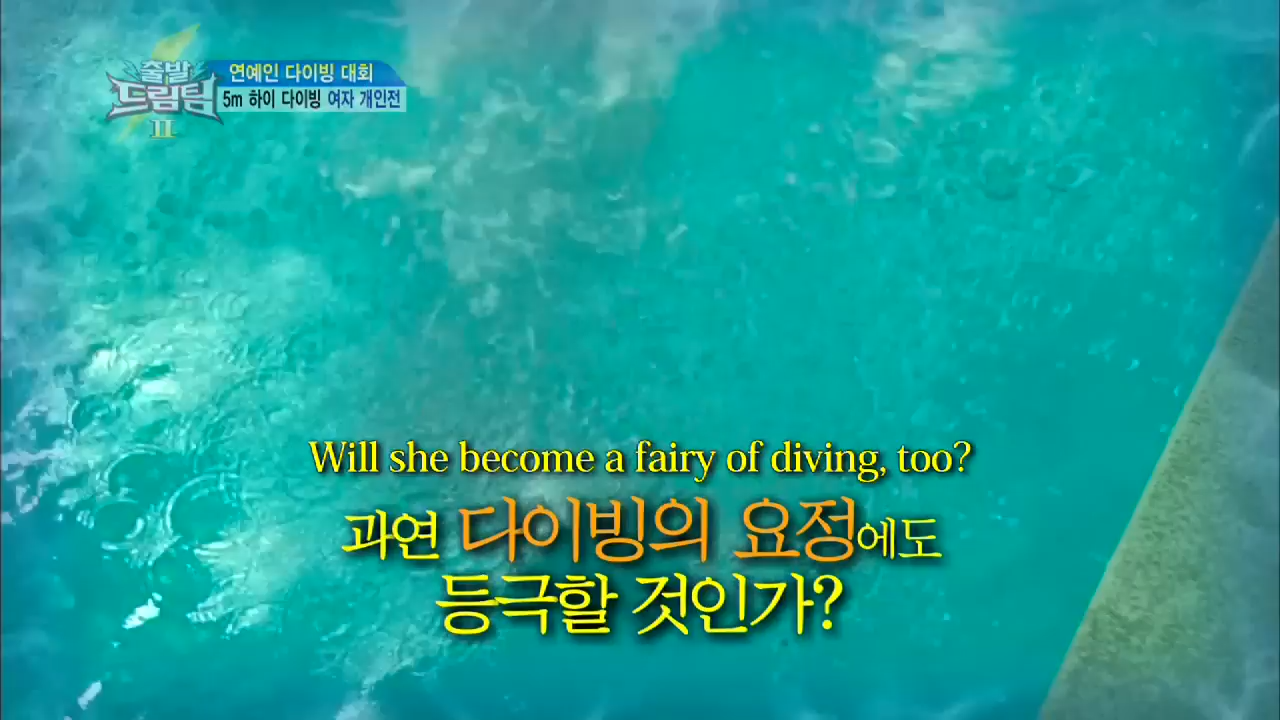 출발
드림팀
II
연예인 다이빙 대회
5m 하이 다이빙 여자 개인전
Will she become a fairy of diving, too?
과연 다이빙의 요정에도
등극할 것인가?